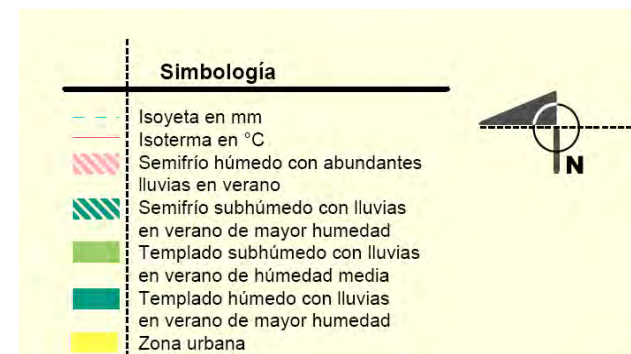 Simbología
Isoyeta en mm
Isoterma en °C
Semifrío húmedo con abundantes
lluvias en verano
Semifrío subhúmedo con lluvias
en verano de mayor humedad
Templado subhúmedo con lluvias
en verano de húmedad media
Templado húmedo con lluvias
en verano de mayor humedad
Zona urbana
N